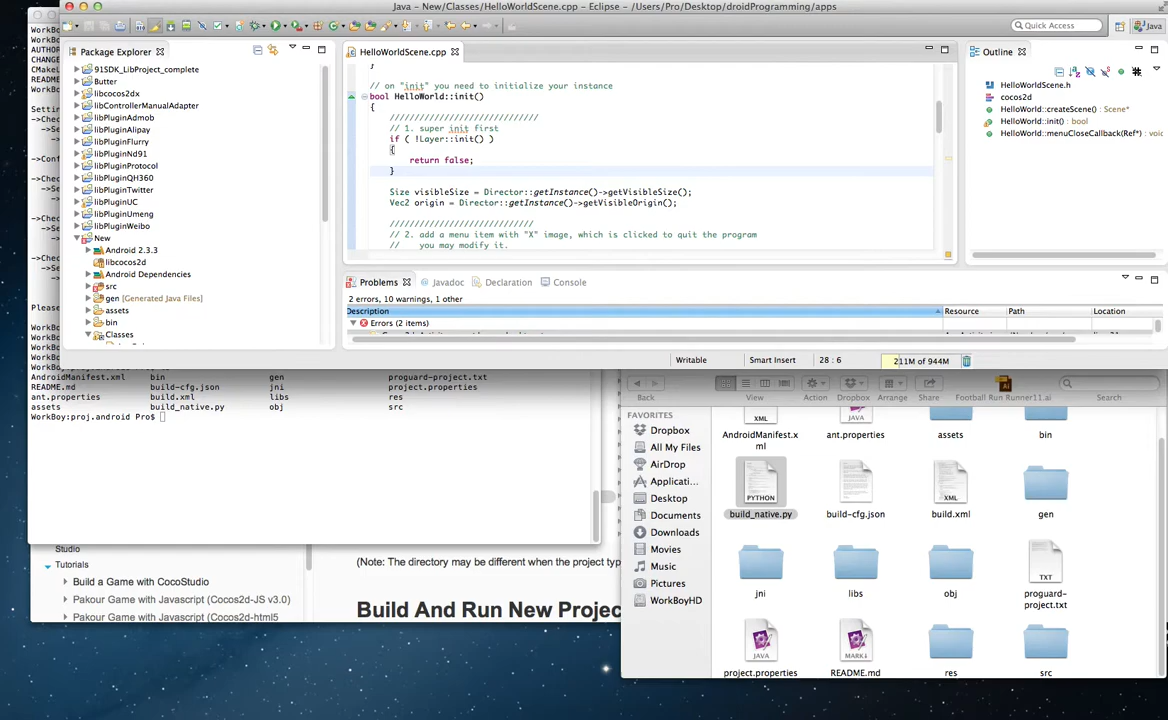 Java - New/Classes/HelloWorldScene.cpp - Eclipse - /Users/Pro/Desktop/droidProgramming/apps
Quick Access
Java
Package Explorer
91SDK_LibProject_complete
Butter
libcocos2dx
libControllerManualAdapter
libPluginAdmob
libPluginAlipay
libPluginFlurry
libPluginNd91
libPluginProtocol
libPluginQH360
libPluginTwitter
libPluginUC
libPluginUmeng
libPluginWeibo
New
Android 2.3.3
libcocos2d
Android Dependencies
src
gen [Generated Java Files]
assets
bin
Classes
HelloWorldScene.cpp
}
// on "init" you need to initialize your instance
bool HelloWorld::init()
{
//////////////////////////////
// 1. super init first
if ( !Layer::init() )
{
return false;
}
Size visibleSize = Director::getInstance()->getVisibleSize();
Vec2 origin = Director::getInstance()->getVisibleOrigin();
/////////////////////////////
// 2. add a menu item with "X" image, which is clicked to quit the program
// you may modify it.
Outline
HelloWorldScene.h
cocos2d
HelloWorld::createScene() : Scene*
HelloWorld::init() : bool
HelloWorld::menuCloseCallback(Ref*) : void
Problems
Javadoc
Declaration
Console
2 errors, 10 warnings, 1 other
Description
Resource
Path
Location
Errors (2 items)
Writable
Smart Insert
28 : 6
211M of 944M
AndroidManifest.xml bin gen proguard-project.txt
README.md build-cfg.json jni project.properties
ant.properties build.xml libs res
assets build_native.py obj src
WorkBoy:proj.android Pro$
Studio
Tutorials
Build a Game with CocoStudio
Pakour Game with Javascript (Cocos2d-JS v3.0)
Pakour Game with Javascript (Cocos2d-html5
(Note: The directory may be different when the project typ
Build And Run New Projec
Back
View
Action
Dropbox
Arrange
Share
Football Run Runner11.ai
Search
FAVORITES
Dropbox
All My Files
AirDrop
Applicati...
Desktop
Documents
Downloads
Movies
Music
Pictures
WorkBoyHD
XML
AndroidManifest.x
ml
ant.properties
assets
bin
PYTHON
build_native.py
build-cfg.json
XML
build.xml
gen
jni
libs
obj
TXT
proguard-
project.txt
JAVA
project.properties
MARK↓
README.md
res
src